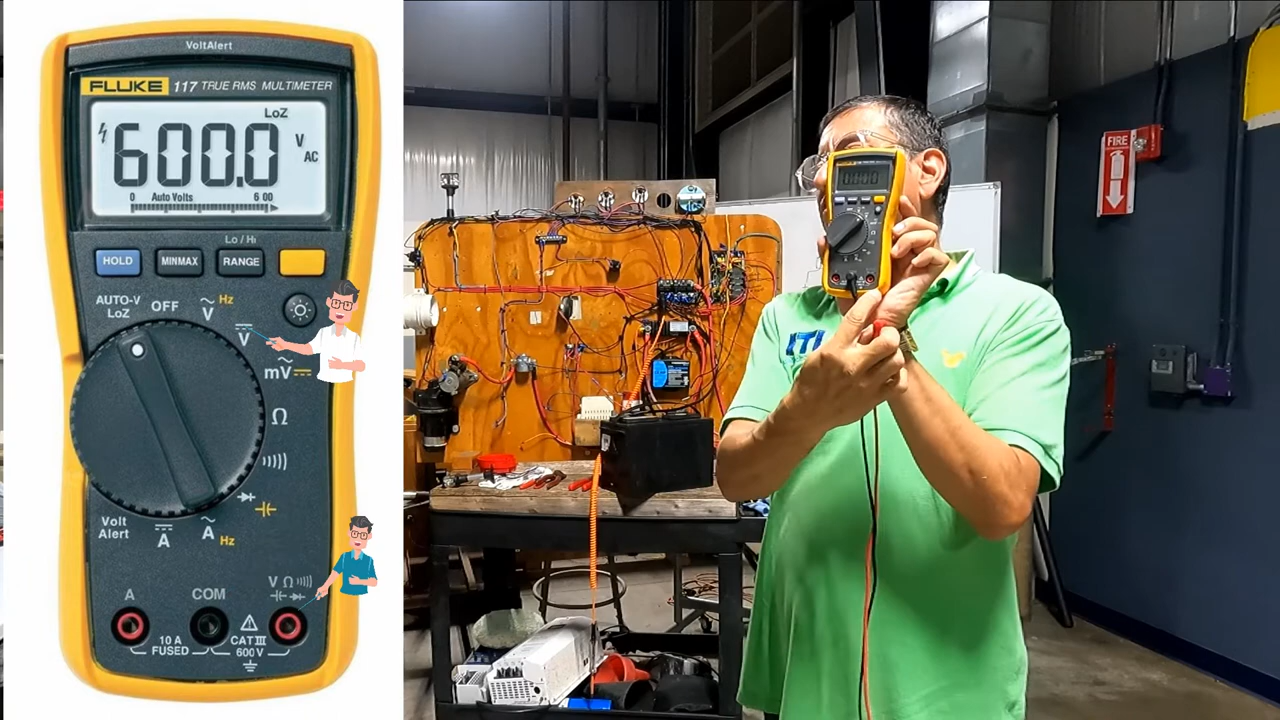 VoltAlert
FLUKE 117 TRUE RMS MULTIMETER
LoZ
600.0 V AC
0 Auto Volts 600
Lo / Hi
HOLD MINMAX RANGE
AUTO-V LoZ
OFF
V Hz
V
mV
Ω
Volt Alert
A
A Hz
A COM V Ω
10 A FUSED
CAT III 600 V
FIRE
ITI